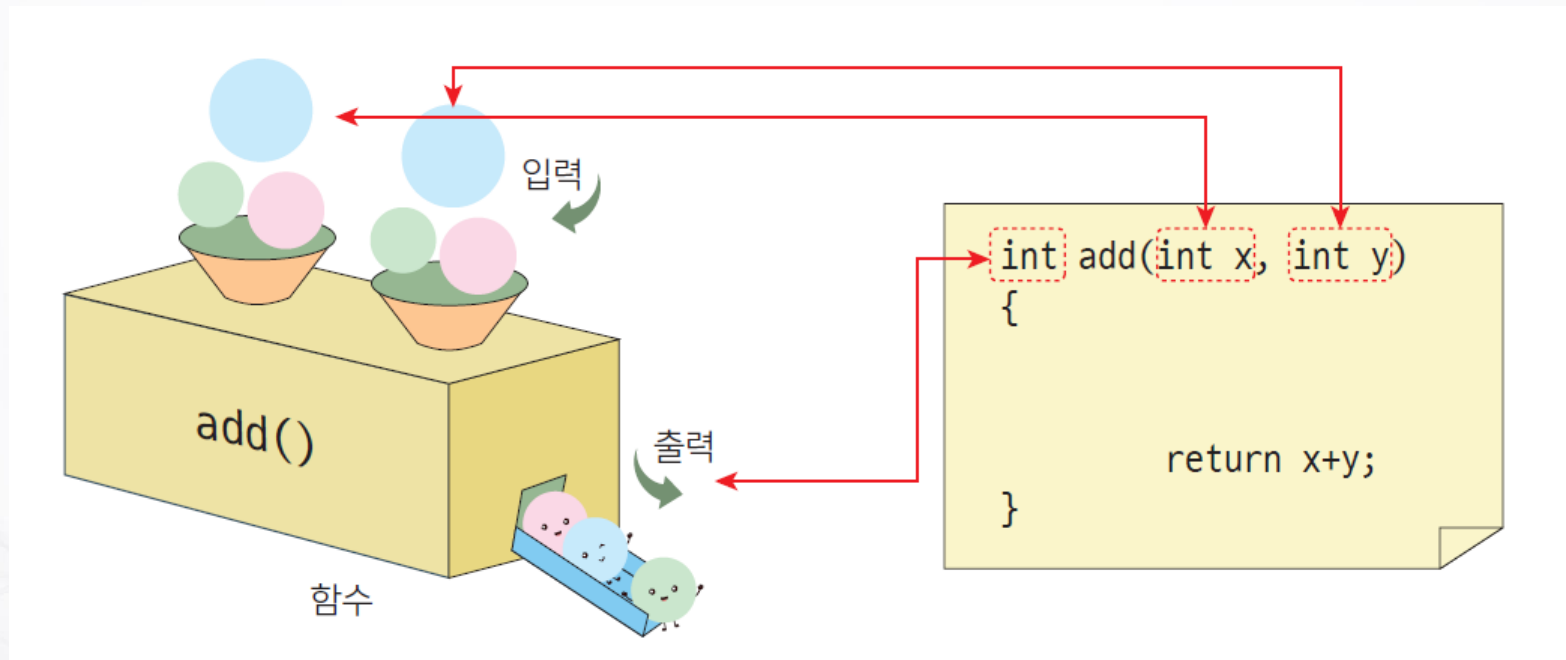 입력
add()
출력
함수
int add(int x, int y)
{
return x+y;
}